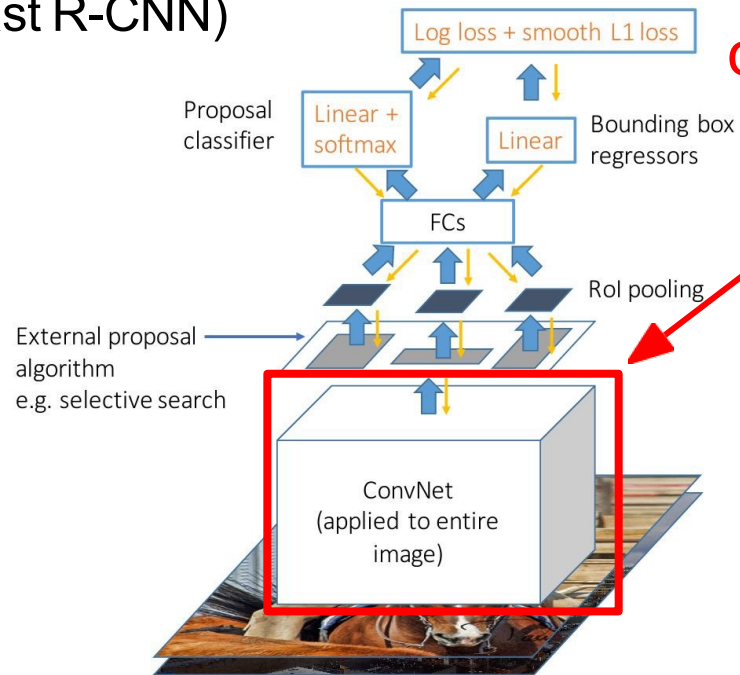 st R-CNN)
Log loss + smooth L1 loss
Proposal
classifier
Linear +
softmax
Linear
Bounding box
regressors
FCs
RoI pooling
External proposal
algorithm
e.g. selective search
ConvNet
(applied to entire
image)